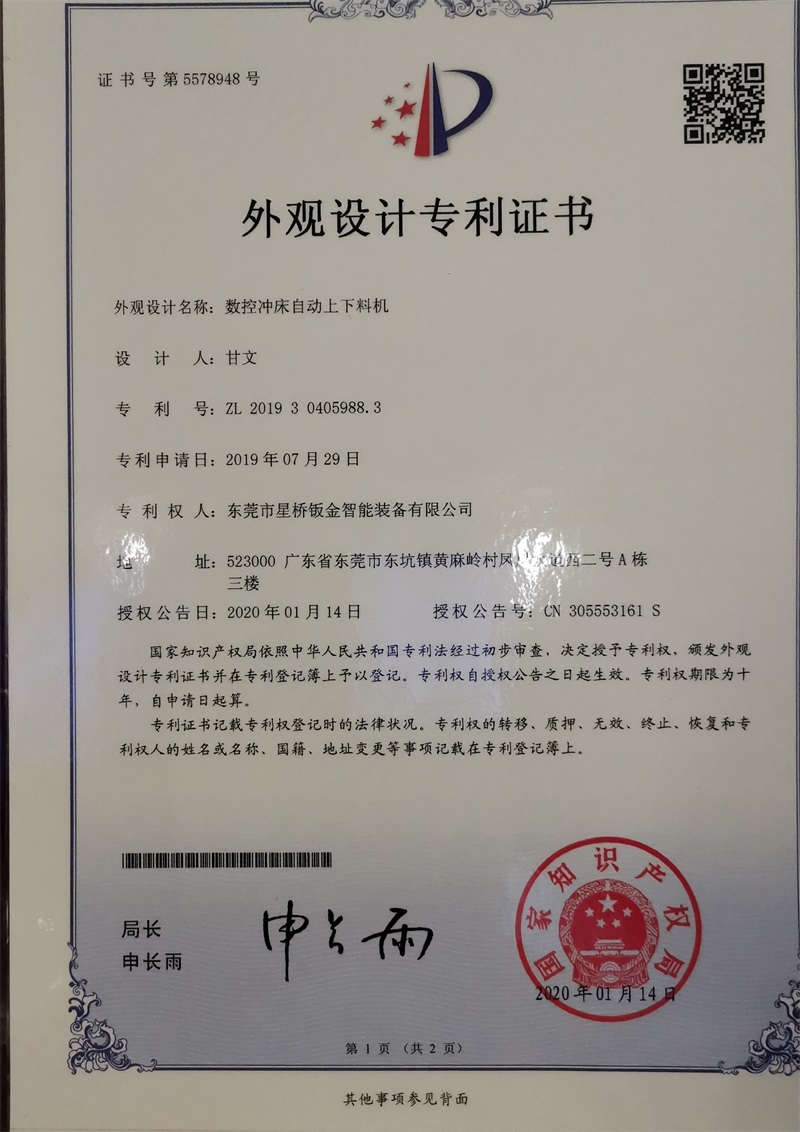 证书号第5578948号
外观设计专利证书
外观设计名称：数控冲床自动上下料机
设 计 人：甘文
专 利 号：ZL 2019 3 0405988.3
专利申请日：2019年07月29日
专 利 权 人：东莞市星桥钣金智能装备有限公司
地 址：523000 广东省东莞市东坑镇黄麻岭村凤 西二号A栋
三楼
授权公告日：2020年01月14日 授权公告号：CN 305553161 S
国家知识产权局依照中华人民共和国专利法经过初步审查，决定授予专利权，颁发外观
设计专利证书并在专利登记簿上予以登记。专利权自授权公告之日起生效。专利权期限为十
年，自申请日起算。
专利证书记载专利权登记时的法律状况。专利权的转移、质押、无效、终止、恢复和专
利权人的姓名或名称、国籍、地址变更等事项记载在专利登记簿上。
局长
申长雨
申长雨
国家知识产权局
2020年01月14日
第 1 页 （共 2 页）
其他事项参见背面